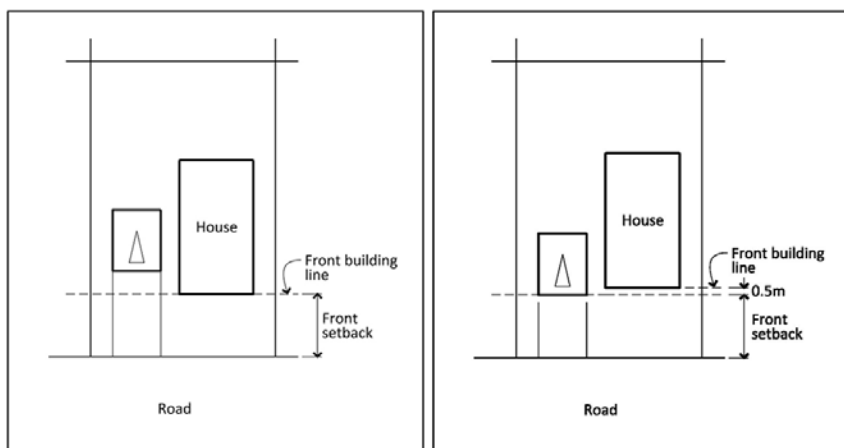 House
Front building
line
Front
setback
Road
House
Front building
line
0.5m
Front
setback
Road